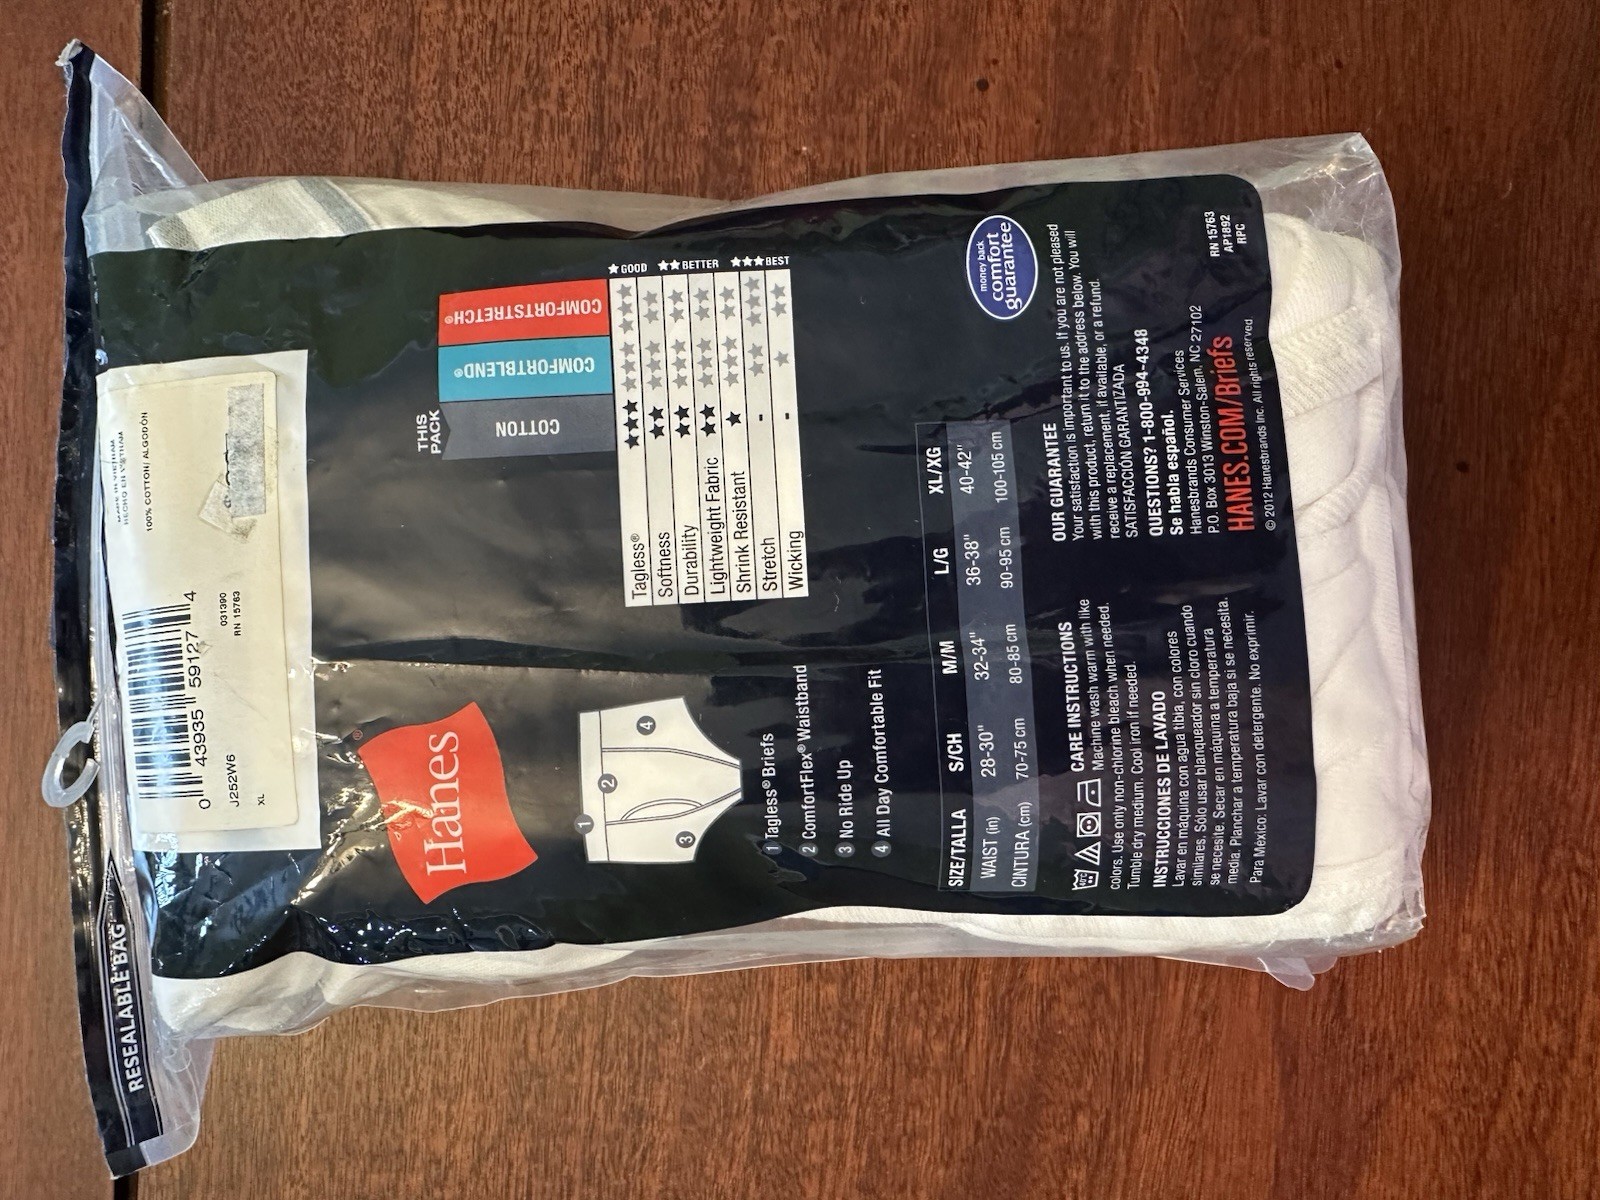 RESEALABLE BAG
MADE IN VIETNAM
HECHO EN VIETNAM
100% COTTON/ ALGODÓN
0 43935 59127 4
031390
RN 15763
J252W6
XL
Hanes®
THIS
PACK
COTTON
COMFORTBLEND®
COMFORTSTRETCH®
★GOOD ★★BETTER ★★★BEST
Tagless® ★★★ ★★★ ★★★
Softness ★★ ★★★ ★★
Durability ★★ ★★★ ★★
Lightweight Fabric ★★ ★★★ ★★
Shrink Resistant ★ ★★★ ★★★
Stretch - ★★ ★★★
Wicking - ★ ★★
1
2
3
4
1 Tagless® Briefs
2 ComfortFlex® Waistband
3 No Ride Up
4 All Day Comfortable Fit
SIZE/TALLA S/CH M/M L/G XL/XG
WAIST (in) 28-30" 32-34" 36-38" 40-42"
CINTURA (cm) 70-75 cm 80-85 cm 90-95 cm 100-105 cm
CARE INSTRUCTIONS
Machine wash warm with like
colors. Use only non-chlorine bleach when needed.
Tumble dry medium. Cool iron if needed.
INSTRUCCIONES DE LAVADO
Lavar en máquina con agua tibia, con colores
similares. Solo usar blanqueador sin cloro cuando
se necesite. Secar en máquina a temperatura
media. Planchar a temperatura baja si se necesita.
Para México: Lavar con detergente. No exprimir.
money back
comfort
guarantee
OUR GUARANTEE
Your satisfaction is important to us. If you are not pleased
with this product, return it to the address below. You will
receive a replacement, if available, or a refund.
SATISFACCIÓN GARANTIZADA
QUESTIONS? 1-800-994-4348
Se habla español.
Hanesbrands Consumer Services
P.O. Box 3013 Winston-Salem, NC 27102
HANES.COM/Briefs
© 2012 Hanesbrands Inc. All rights reserved
RN 15763
AP1892
RPC